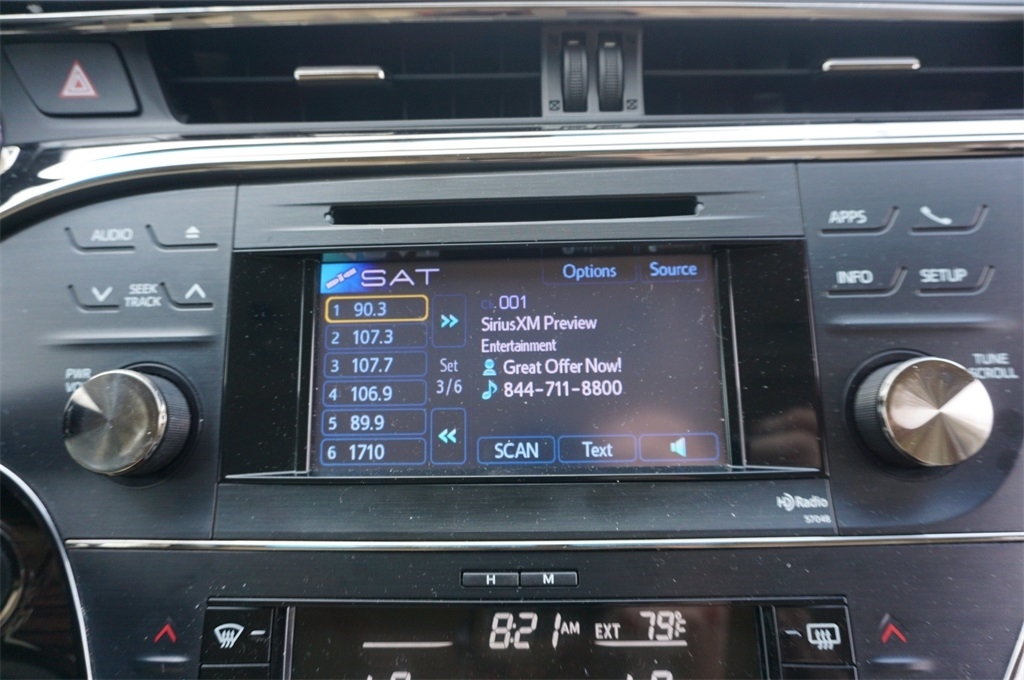 AUDIO
SEEK
TRACK
PWR
SAT
Options
Source
1 90.3
2 107.3
3 107.7
4 106.9
5 89.9
6 1710
Set
3/6
001
SiriusXM Preview
Entertainment
Great Offer Now!
844-711-8800
SCAN
Text
APPS
INFO
SETUP
TUNE
SCROLL
HD Radio
57048
H
M
8:21 AM
EXT 79°F